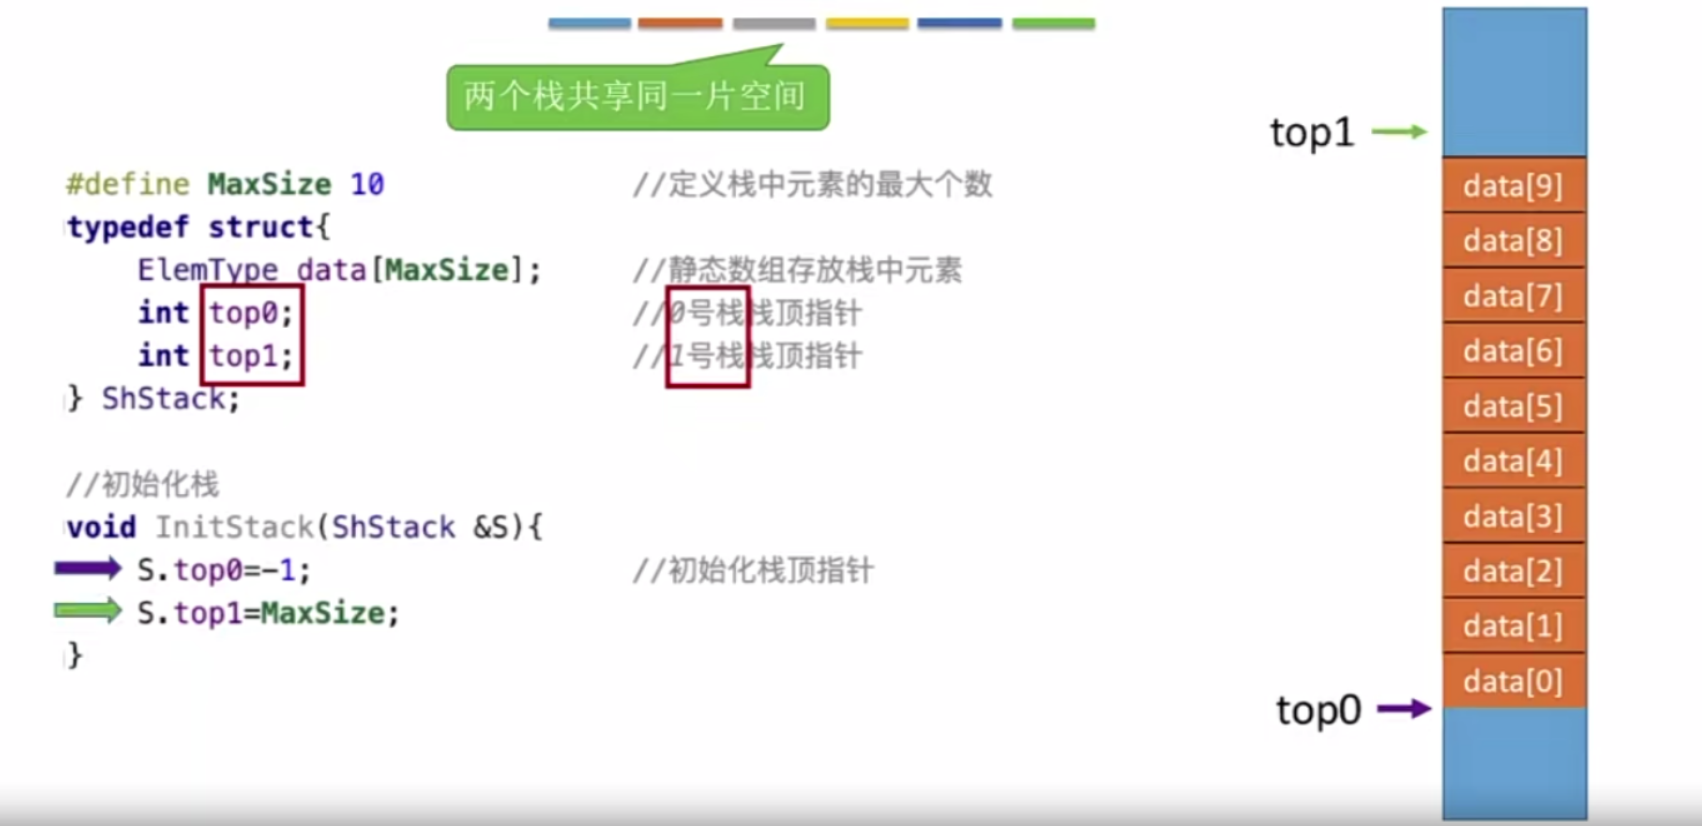 两个栈共享同一片空间
#define MaxSize 10 //定义栈中元素的最大个数
typedef struct{
ElemType data[MaxSize]; //静态数组存放栈中元素
int top0; //0号栈栈顶指针
int top1; //1号栈栈顶指针
} ShStack;
//初始化栈
void InitStack(ShStack &S){
S.top0=-1; //初始化栈顶指针
S.top1=MaxSize;
}
top1
data[9]
data[8]
data[7]
data[6]
data[5]
data[4]
data[3]
data[2]
data[1]
data[0]
top0